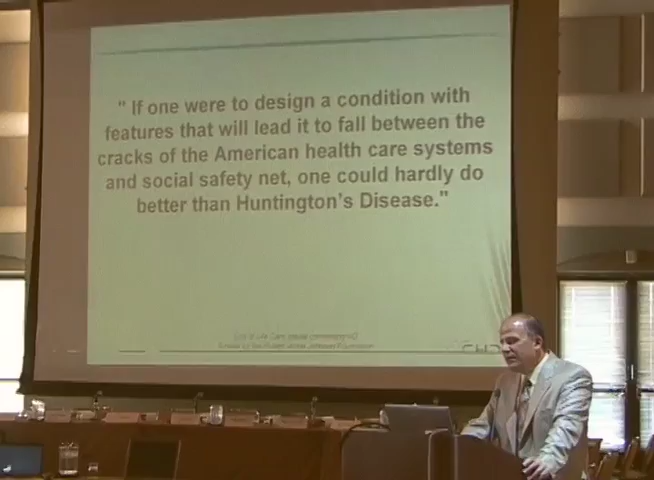 " If one were to design a condition with
features that will lead it to fall between the
cracks of the American health care systems
and social safety net, one could hardly do
better than Huntington's Disease."